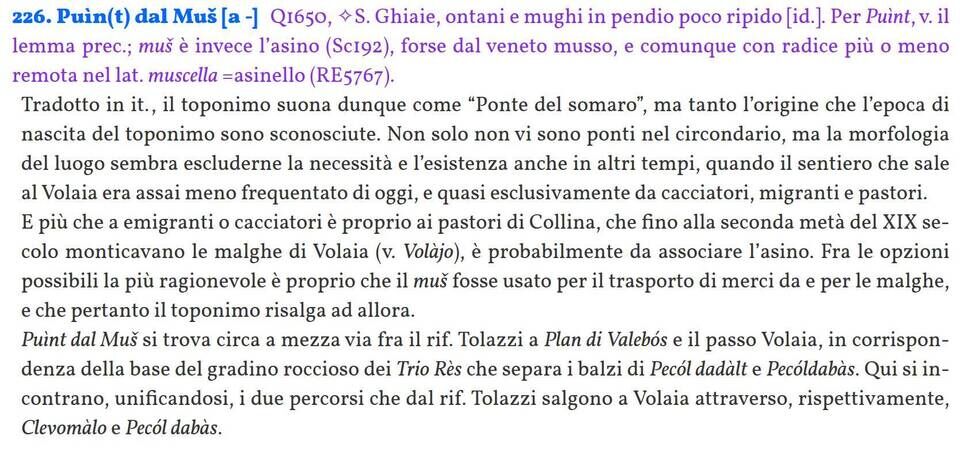 226. Puìn(t) dal Muš [a -] Q1650, ✧S. Ghiaie, ontani e mughi in pendio poco ripido [id.]. Per Puìnt, v. il
lemma prec.; muš è invece l’asino (Sc192), forse dal veneto musso, e comunque con radice più o meno
remota nel lat. muscella =asinello (RE5767).
Tradotto in it., il toponimo suona dunque come “Ponte del somaro”, ma tanto l’origine che l’epoca di
nascita del toponimo sono sconosciute. Non solo non vi sono ponti nel circondario, ma la morfologia
del luogo sembra escluderne la necessità e l’esistenza anche in altri tempi, quando il sentiero che sale
al Volaia era assai meno frequentato di oggi, e quasi esclusivamente da cacciatori, migranti e pastori.
E più che a emigranti o cacciatori è proprio ai pastori di Collina, che fino alla seconda metà del XIX se-
colo monticavano le malghe di Volaia (v. Volàjo), è probabilmente da associare l’asino. Fra le opzioni
possibili la più ragionevole è proprio che il muš fosse usato per il trasporto di merci da e per le malghe,
e che pertanto il toponimo risalga ad allora.
Puìnt dal Muš si trova circa a mezza via fra il rif. Tolazzi a Plan di Valebós e il passo Volaia, in corrispon-
denza della base del gradino roccioso dei Trio Rès che separa i balzi di Pecól dadàlt e Pecóldabàs. Qui si in-
contrano, unificandosi, i due percorsi che dal rif. Tolazzi salgono a Volaia attraverso, rispettivamente,
Clevomàlo e Pecól dabàs.